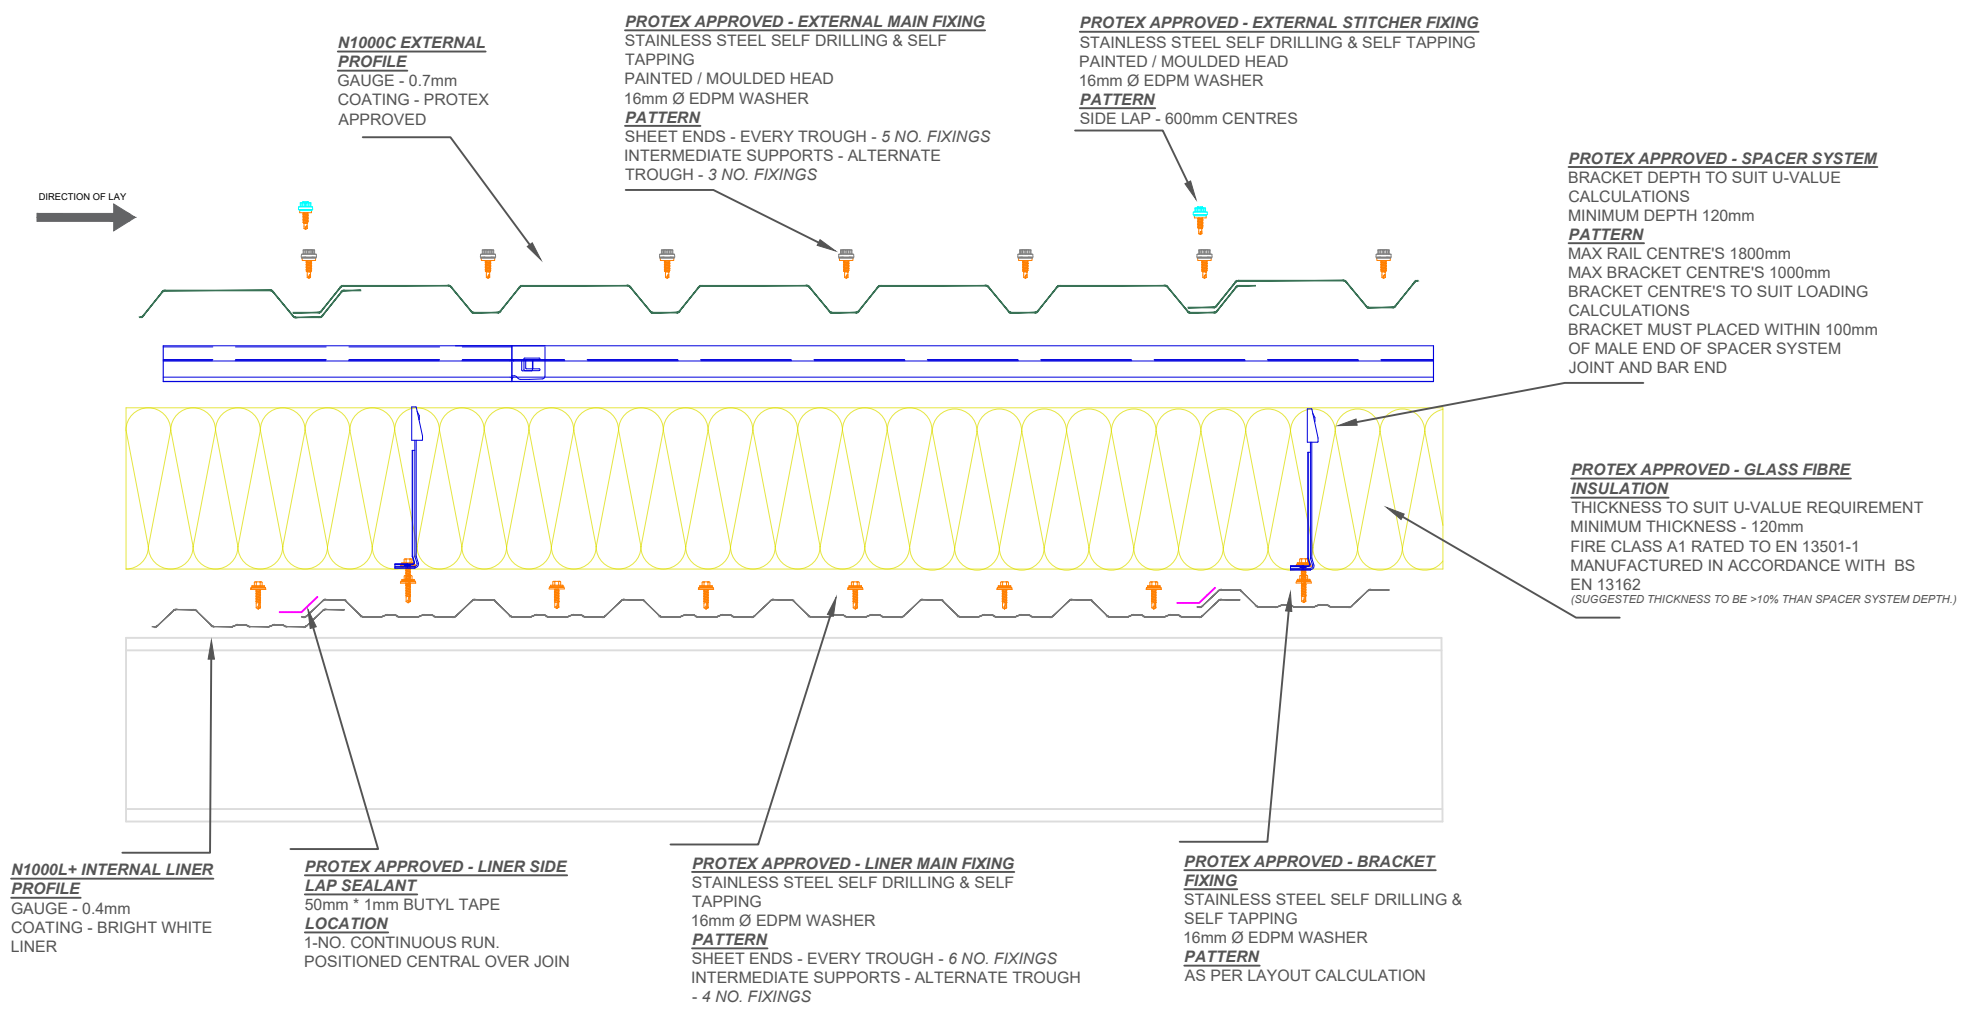 N1000C EXTERNAL
PROFILE
GAUGE - 0.7mm
COATING - PROTEX
APPROVED
PROTEX APPROVED - EXTERNAL MAIN FIXING
STAINLESS STEEL SELF DRILLING & SELF
TAPPING
PAINTED / MOULDED HEAD
16mm Ø EDPM WASHER
PATTERN
SHEET ENDS - EVERY TROUGH - 5 NO. FIXINGS
INTERMEDIATE SUPPORTS - ALTERNATE
TROUGH - 3 NO. FIXINGS
PROTEX APPROVED - EXTERNAL STITCHER FIXING
STAINLESS STEEL SELF DRILLING & SELF TAPPING
PAINTED / MOULDED HEAD
16mm Ø EDPM WASHER
PATTERN
SIDE LAP - 600mm CENTRES
PROTEX APPROVED - SPACER SYSTEM
BRACKET DEPTH TO SUIT U-VALUE
CALCULATIONS
MINIMUM DEPTH 120mm
PATTERN
MAX RAIL CENTRE'S 1800mm
MAX BRACKET CENTRE'S 1000mm
BRACKET CENTRE'S TO SUIT LOADING
CALCULATIONS
BRACKET MUST PLACED WITHIN 100mm
OF MALE END OF SPACER SYSTEM
JOINT AND BAR END
DIRECTION OF LAY
PROTEX APPROVED - GLASS FIBRE
INSULATION
THICKNESS TO SUIT U-VALUE REQUIREMENT
MINIMUM THICKNESS - 120mm
FIRE CLASS A1 RATED TO EN 13501-1
MANUFACTURED IN ACCORDANCE WITH BS
EN 13162
(SUGGESTED THICKNESS TO BE >10% THAN SPACER SYSTEM DEPTH.)
N1000L+ INTERNAL LINER
PROFILE
GAUGE - 0.4mm
COATING - BRIGHT WHITE
LINER
PROTEX APPROVED - LINER SIDE
LAP SEALANT
50mm * 1mm BUTYL TAPE
LOCATION
1-NO. CONTINUOUS RUN.
POSITIONED CENTRAL OVER JOIN
PROTEX APPROVED - LINER MAIN FIXING
STAINLESS STEEL SELF DRILLING & SELF
TAPPING
16mm Ø EDPM WASHER
PATTERN
SHEET ENDS - EVERY TROUGH - 6 NO. FIXINGS
INTERMEDIATE SUPPORTS - ALTERNATE TROUGH
- 4 NO. FIXINGS
PROTEX APPROVED - BRACKET
FIXING
STAINLESS STEEL SELF DRILLING &
SELF TAPPING
16mm Ø EDPM WASHER
PATTERN
AS PER LAYOUT CALCULATION